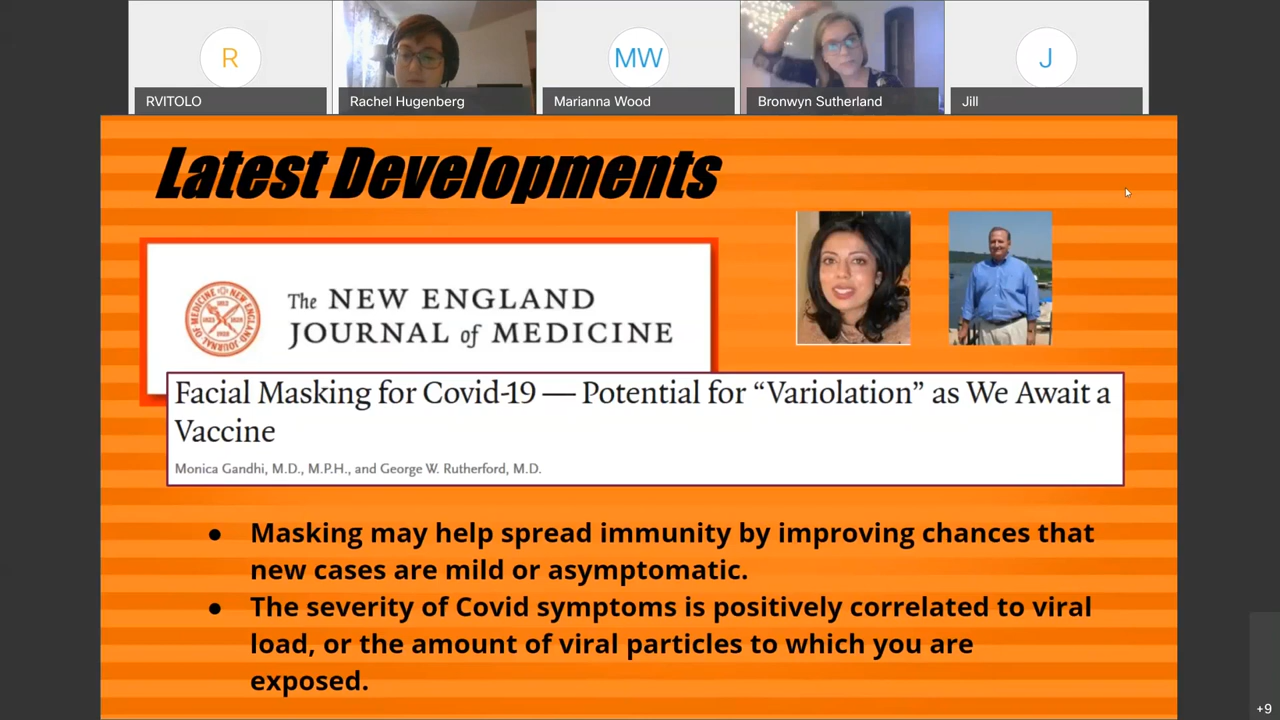 R
MW
J
RVITOLO
Rachel Hugenberg
Marianna Wood
Bronwyn Sutherland
Jill
Latest Developments
The NEW ENGLAND
JOURNAL of MEDICINE
Facial Masking for Covid-19 — Potential for “Variolation” as We Await a
Vaccine
Monica Gandhi, M.D., M.P.H., and George W. Rutherford, M.D.
● Masking may help spread immunity by improving chances that
new cases are mild or asymptomatic.
● The severity of Covid symptoms is positively correlated to viral
load, or the amount of viral particles to which you are
exposed.
+9